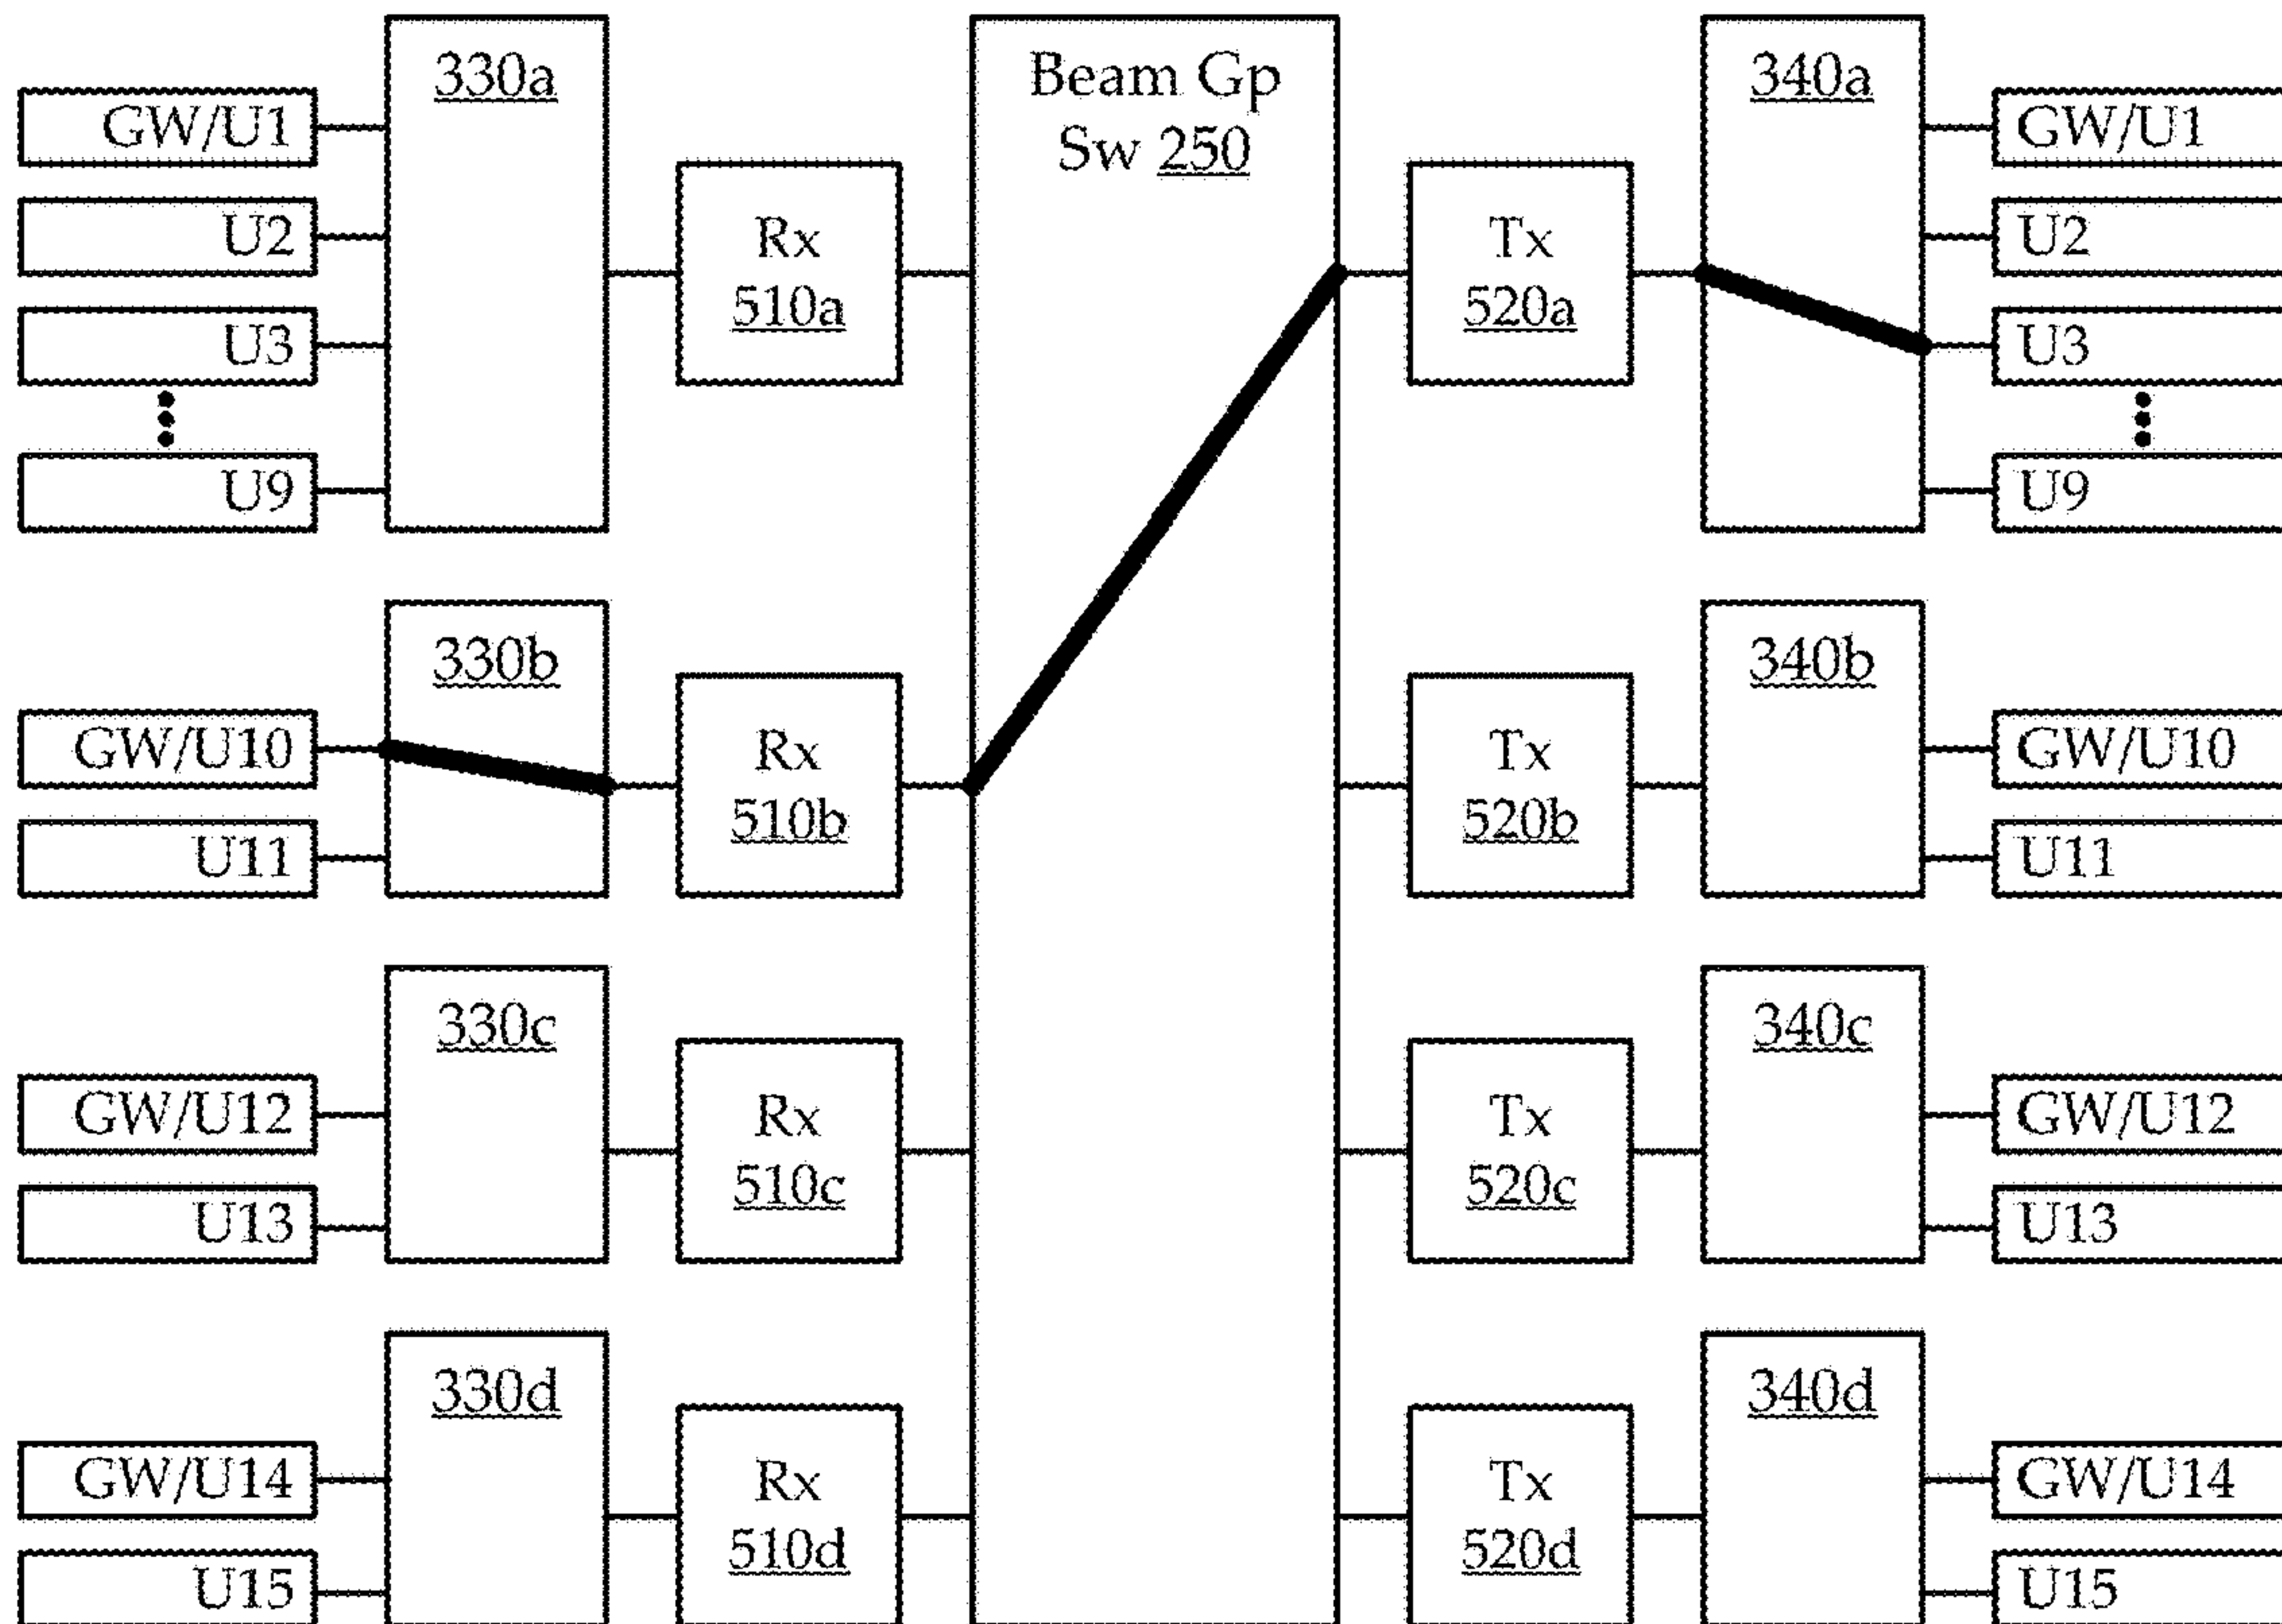 330a
Beam Gp
Sw 250
340a
GW/U1
U2
U3
U9
Rx
510a
Tx
520a
GW/U1
U2
U3
U9
330b
GW/U10
U11
Rx
510b
Tx
520b
340b
GW/U10
U11
330c
GW/U12
U13
Rx
510c
Tx
520c
340c
GW/U12
U13
330d
GW/U14
U15
Rx
510d
Tx
520d
340d
GW/U14
U15